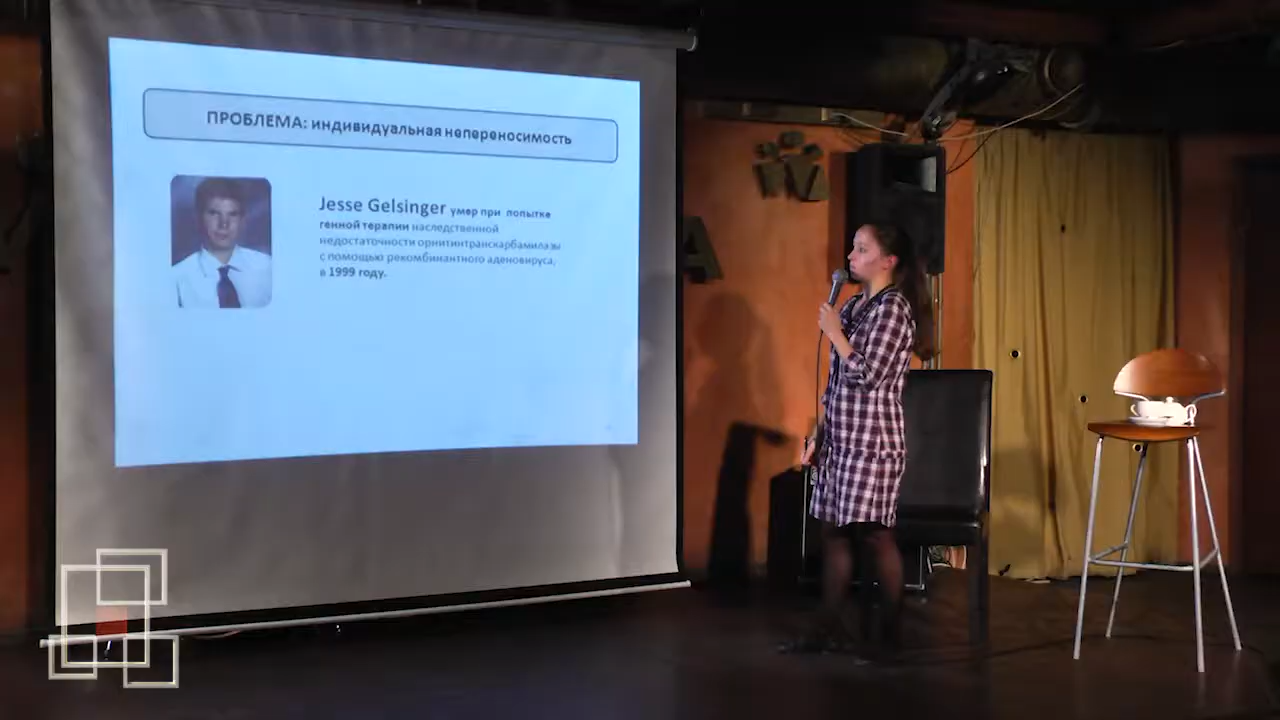 ПРОБЛЕМА: индивидуальная непереносимость
Jesse Gelsinger умер при попытке
генной терапии наследственной
недостаточности орнитинтранскарбамилазы
с помощью рекомбинантного аденовируса,
в 1999 году.